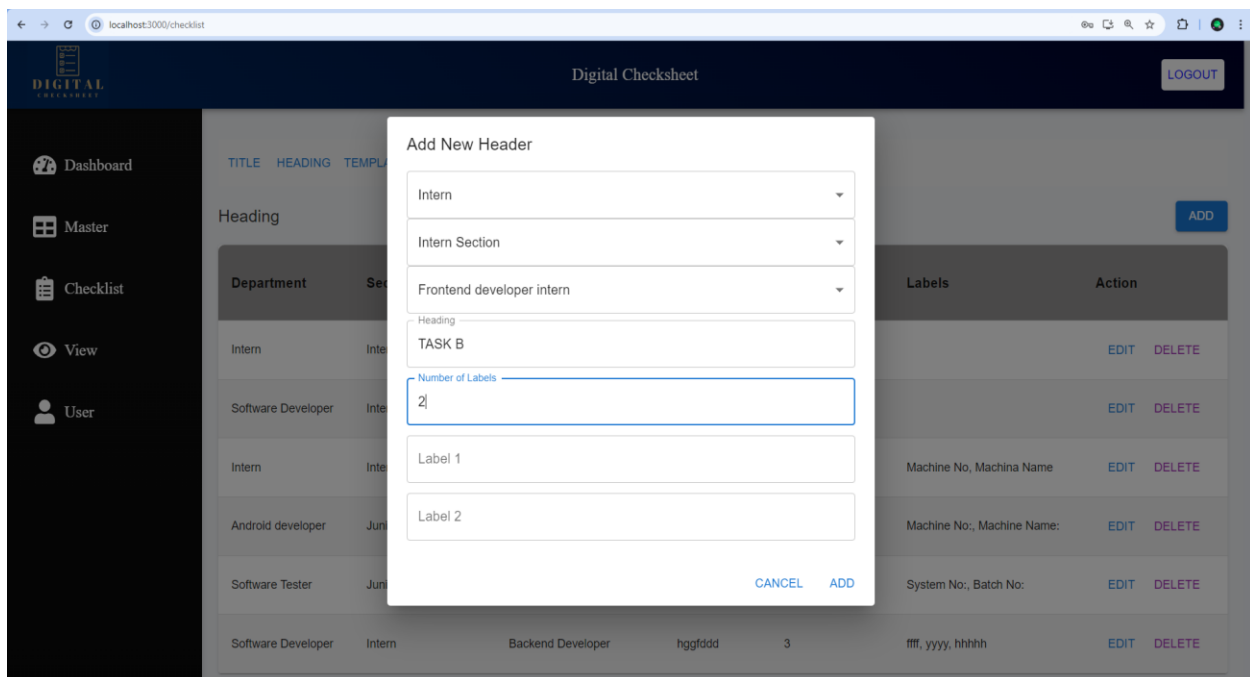 localhost:3000/checklist
DIGITAL
CHECKSHEET
Digital Checksheet
LOGOUT
Dashboard
Master
Checklist
View
User
TITLE HEADING TEMPLA
Heading
ADD
Department Sec Labels Action
Intern Inte EDIT DELETE
Software Developer Inte EDIT DELETE
Intern Inte Machine No, Machina Name EDIT DELETE
Android developer Juni Machine No:, Machine Name: EDIT DELETE
Software Tester Juni System No:, Batch No: EDIT DELETE
Software Developer Intern Backend Developer hggfddd 3 ffff, yyyy, hhhhh EDIT DELETE
Add New Header
Intern
Intern Section
Frontend developer intern
Heading
TASK B
Number of Labels
2
Label 1
Label 2
CANCEL ADD